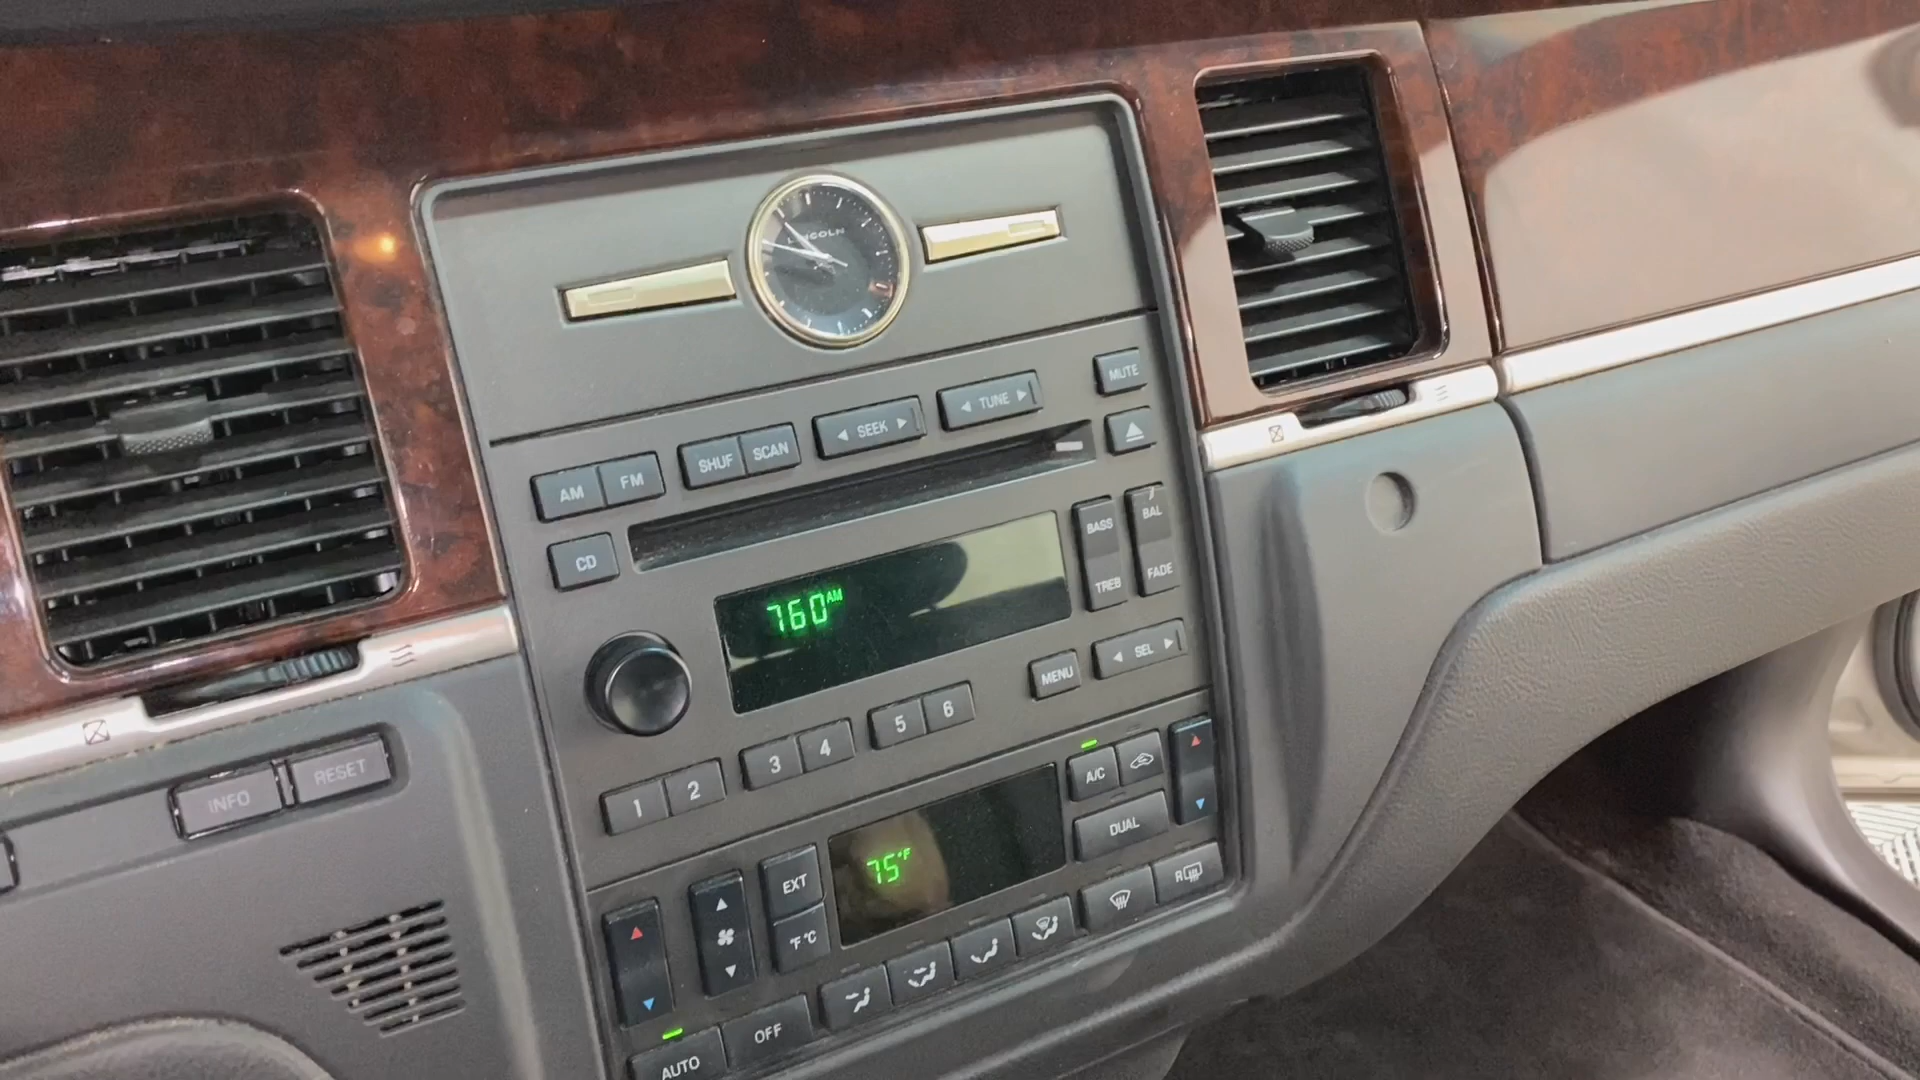 LINCOLN
MUTE
TUNE
SEEK
SHUF SCAN
AM FM
CD
BASS
TREB
BAL
FADE
760 AM
SEL
MENU
1 2 3 4 5 6
INFO RESET
A/C
DUAL
R
75°F
EXT
°F °C
AUTO OFF